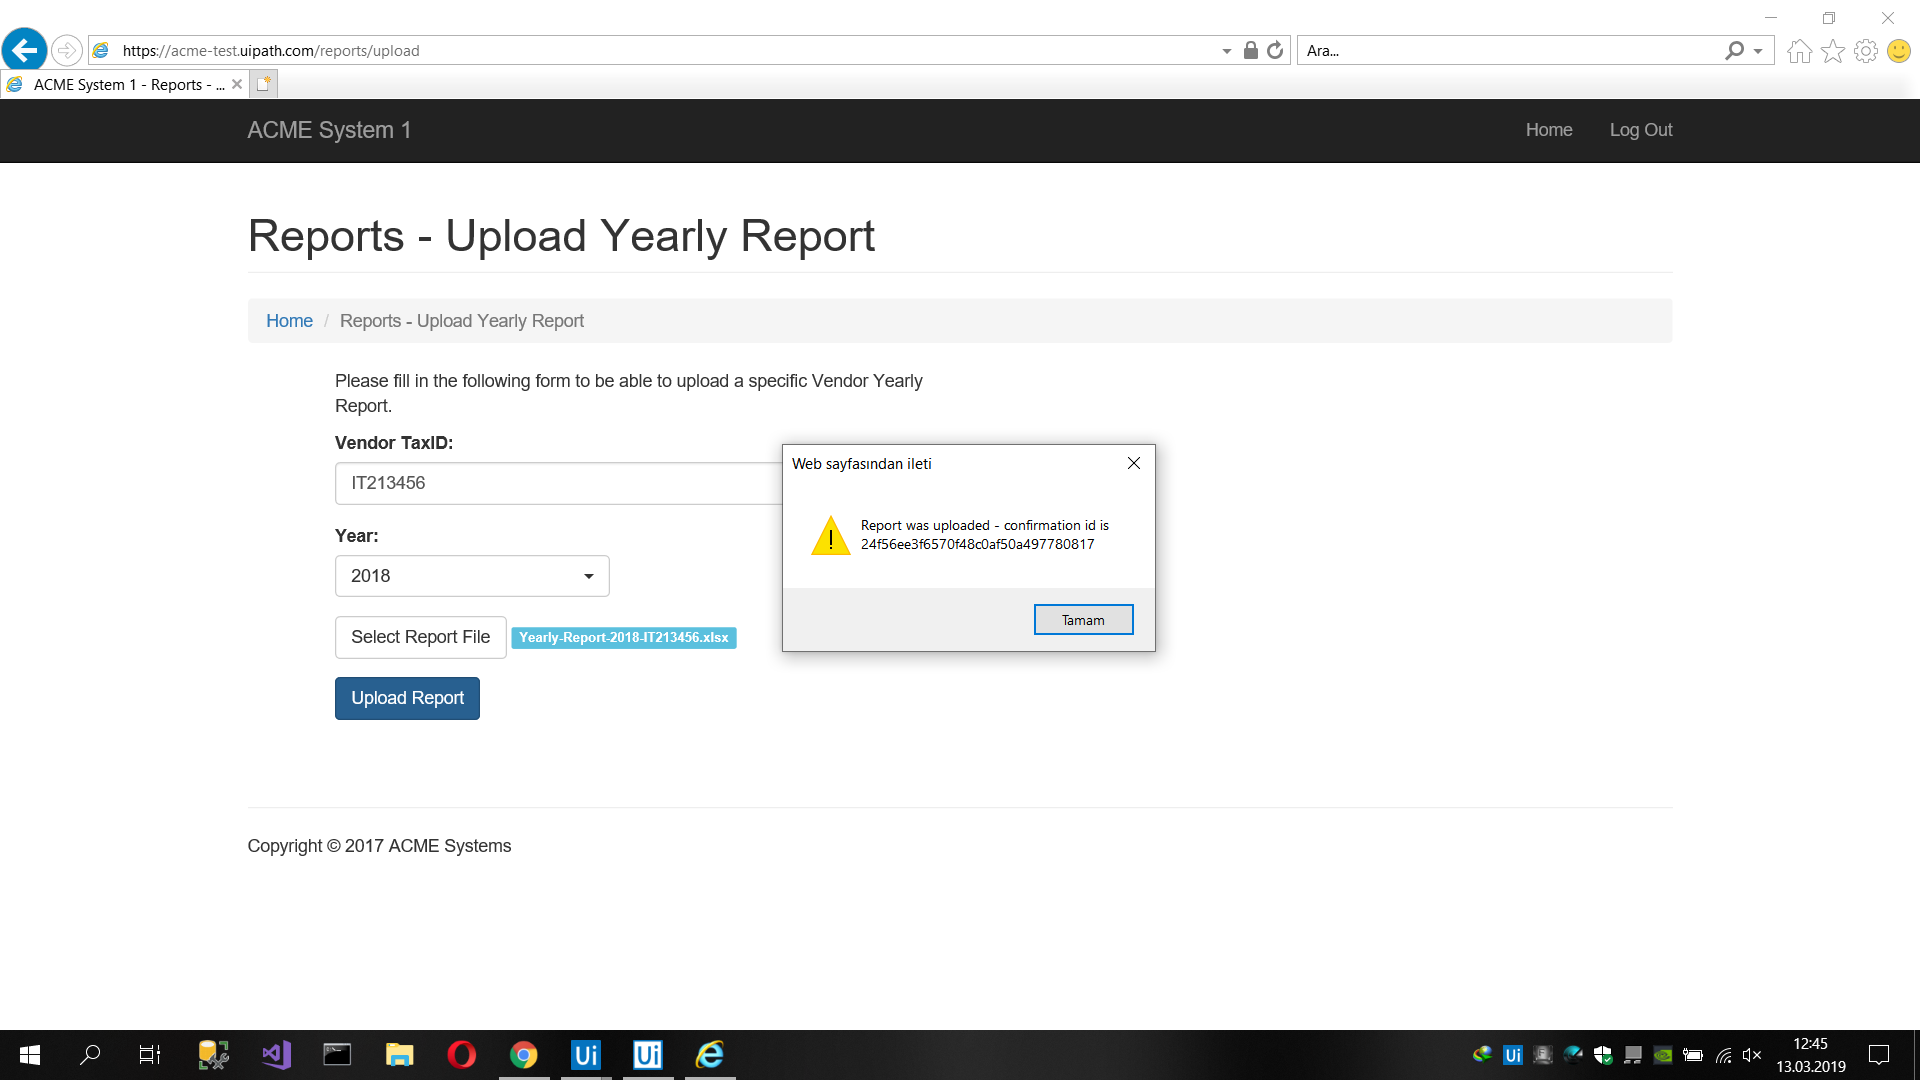 https://acme-test.uipath.com/reports/upload
Ara...
ACME System 1 - Reports - ...
ACME System 1
Home
Log Out
Reports - Upload Yearly Report
Home / Reports - Upload Yearly Report
Please fill in the following form to be able to upload a specific Vendor Yearly
Report.
Vendor TaxID:
IT213456
Year:
2018
Select Report File
Yearly-Report-2018-IT213456.xlsx
Upload Report
Web sayfasından ileti
Report was uploaded - confirmation id is
24f56ee3f6570f48c0af50a497780817
Tamam
Copyright © 2017 ACME Systems
Ui
Ui
Ui
12:45
13.03.2019